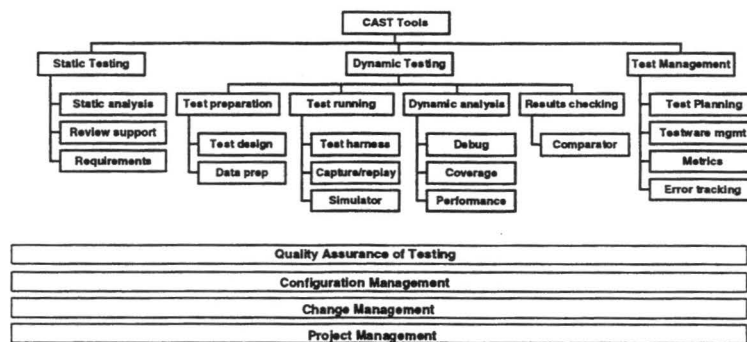 CAST Tools
Static Testing
Dynamic Testing
Test Management
Static analysis
Review support
Requirements
Test preparation
Test running
Dynamic analysis
Results checking
Test design
Data prep
Test harness
Capture/replay
Simulator
Debug
Coverage
Performance
Comparator
Test Planning
Testware mgmt
Metrics
Error tracking
Quality Assurance of Testing
Configuration Management
Change Management
Project Management